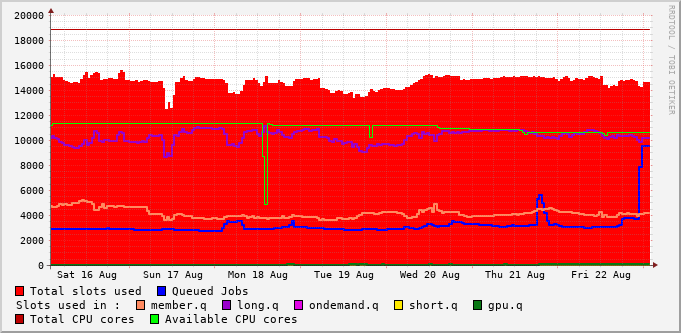 RRDTOOL / TOBI OETIKER
20000
18000
16000
14000
12000
10000
8000
6000
4000
2000
0
Sat 16 Aug Sun 17 Aug Mon 18 Aug Tue 19 Aug Wed 20 Aug Thu 21 Aug Fri 22 Aug
Total slots used Queued Jobs
Slots used in : member.q long.q ondemand.q short.q gpu.q
Total CPU cores Available CPU cores